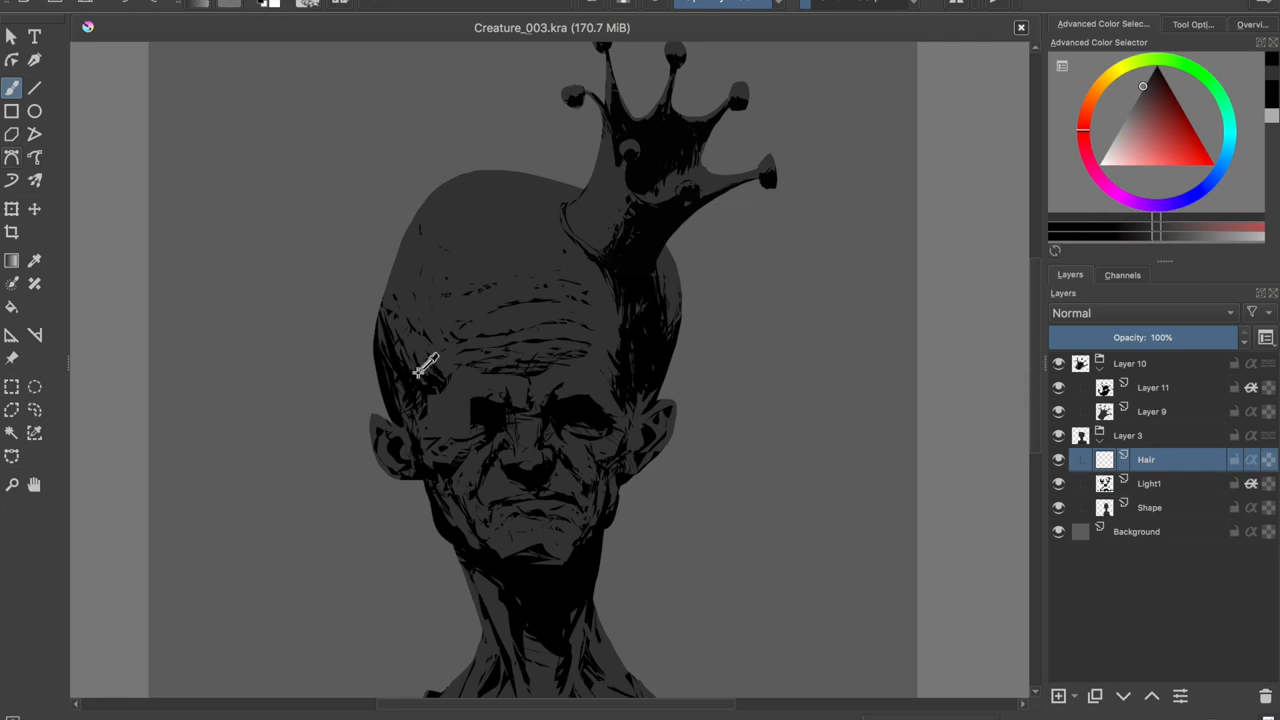 Creature_003.kra (170.7 MiB)
Advanced Color Selec...
Tool Opti...
Overvi...
Advanced Color Selector
Layers
Channels
Layers
Normal
Opacity: 100%
Layer 10
Layer 11
Layer 9
Layer 3
Hair
Light1
Shape
Background